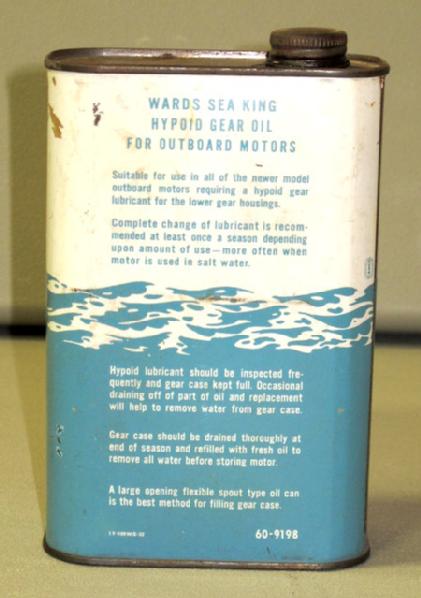 WARDS SEA KING
HYPOID GEAR OIL
FOR OUTBOARD MOTORS
Suitable for use in all of the newer model
outboard motors requiring a hypoid gear
lubricant for the lower gear housings.
Complete change of lubricant is recom-
mended at least once a season depending
upon amount of use—more often when
motor is used in salt water.
Hypoid lubricant should be inspected fre-
quently and gear case kept full. Occasional
draining off of part of oil and replacement
will help to remove water from gear case.
Gear case should be drained thoroughly at
end of season and refilled with fresh oil to
remove all water before storing motor.
A large opening flexible spout type oil can
is the best method for filling gear case.
60-9198